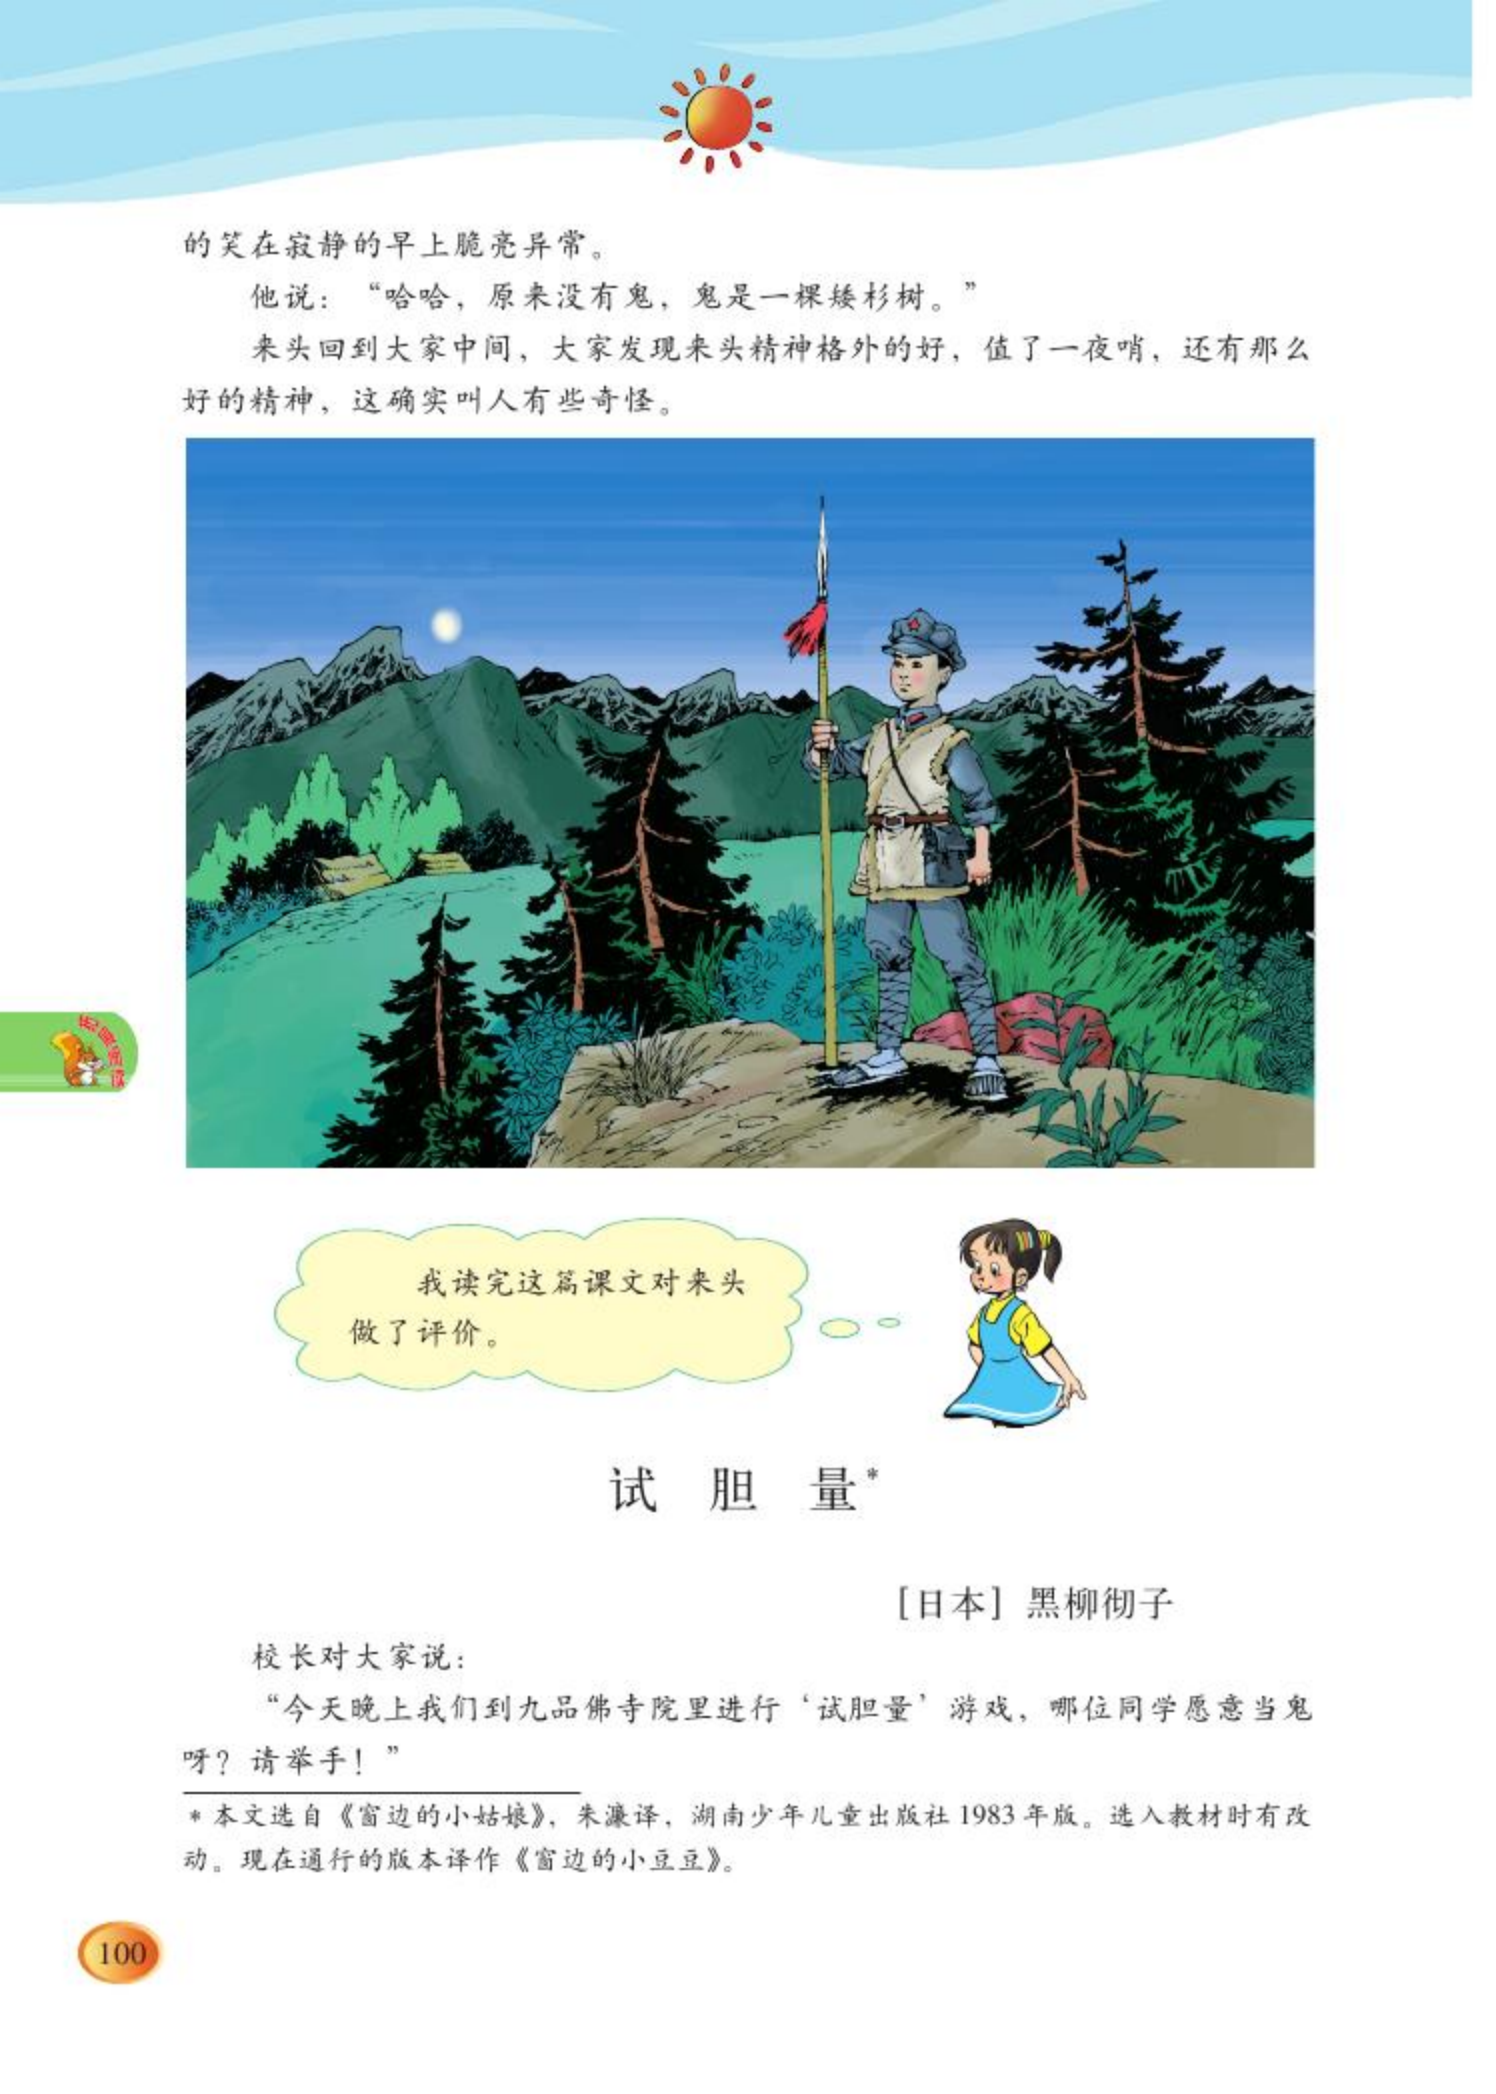 的笑在寂静的早上脆亮异常。
他说：“哈哈，原来没有鬼，鬼是一棵矮杉树。”
来头回到大家中间，大家发现来头精神格外的好，值了一夜哨，还有那么
好的精神，这确实叫人有些奇怪。
我读完这篇课文对来头
做了评价。
试 胆 量*
［日本］黑柳彻子
校长对大家说：
“今天晚上我们到九品佛寺院里进行‘试胆量’游戏，哪位同学愿意当鬼
呀？请举手！”
* 本文选自《窗边的小姑娘》，朱濂译，湖南少年儿童出版社1983年版。选入教材时有改
动。现在通行的版本译作《窗边的小豆豆》。
100